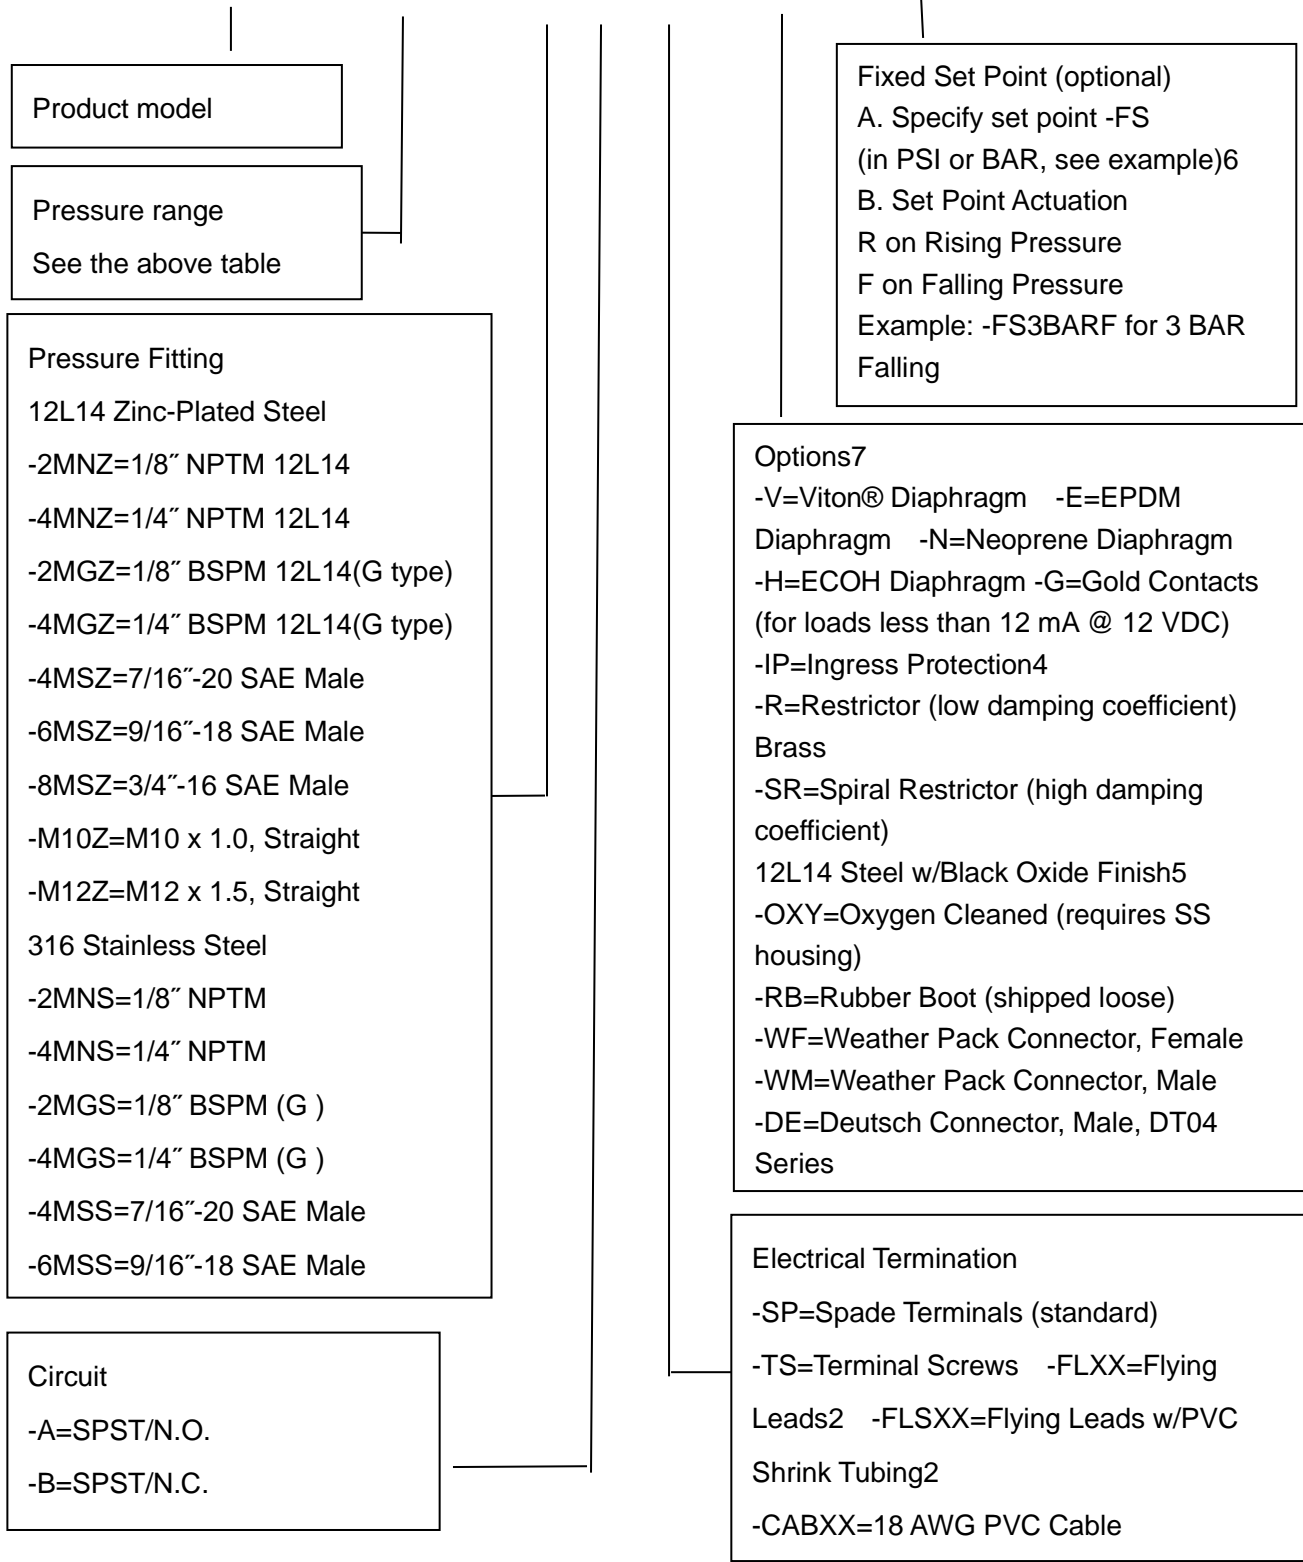 Product model
Pressure range
See the above table
Pressure Fitting
12L14 Zinc-Plated Steel
-2MNZ=1/8˝ NPTM 12L14
-4MNZ=1/4˝ NPTM 12L14
-2MGZ=1/8˝ BSPM 12L14(G type)
-4MGZ=1/4˝ BSPM 12L14(G type)
-4MSZ=7/16˝-20 SAE Male
-6MSZ=9/16˝-18 SAE Male
-8MSZ=3/4˝-16 SAE Male
-M10Z=M10 x 1.0, Straight
-M12Z=M12 x 1.5, Straight
316 Stainless Steel
-2MNS=1/8˝ NPTM
-4MNS=1/4˝ NPTM
-2MGS=1/8˝ BSPM (G )
-4MGS=1/4˝ BSPM (G )
-4MSS=7/16˝-20 SAE Male
-6MSS=9/16˝-18 SAE Male
Circuit
-A=SPST/N.O.
-B=SPST/N.C.
Fixed Set Point (optional)
A. Specify set point -FS
(in PSI or BAR, see example)6
B. Set Point Actuation
R on Rising Pressure
F on Falling Pressure
Example: -FS3BARF for 3 BAR
Falling
Options7
-V=Viton® Diaphragm -E=EPDM
Diaphragm -N=Neoprene Diaphragm
-H=ECOH Diaphragm -G=Gold Contacts
(for loads less than 12 mA @ 12 VDC)
-IP=Ingress Protection4
-R=Restrictor (low damping coefficient)
Brass
-SR=Spiral Restrictor (high damping
coefficient)
12L14 Steel w/Black Oxide Finish5
-OXY=Oxygen Cleaned (requires SS
housing)
-RB=Rubber Boot (shipped loose)
-WF=Weather Pack Connector, Female
-WM=Weather Pack Connector, Male
-DE=Deutsch Connector, Male, DT04
Series
Electrical Termination
-SP=Spade Terminals (standard)
-TS=Terminal Screws -FLXX=Flying
Leads2 -FLSXX=Flying Leads w/PVC
Shrink Tubing2
-CABXX=18 AWG PVC Cable